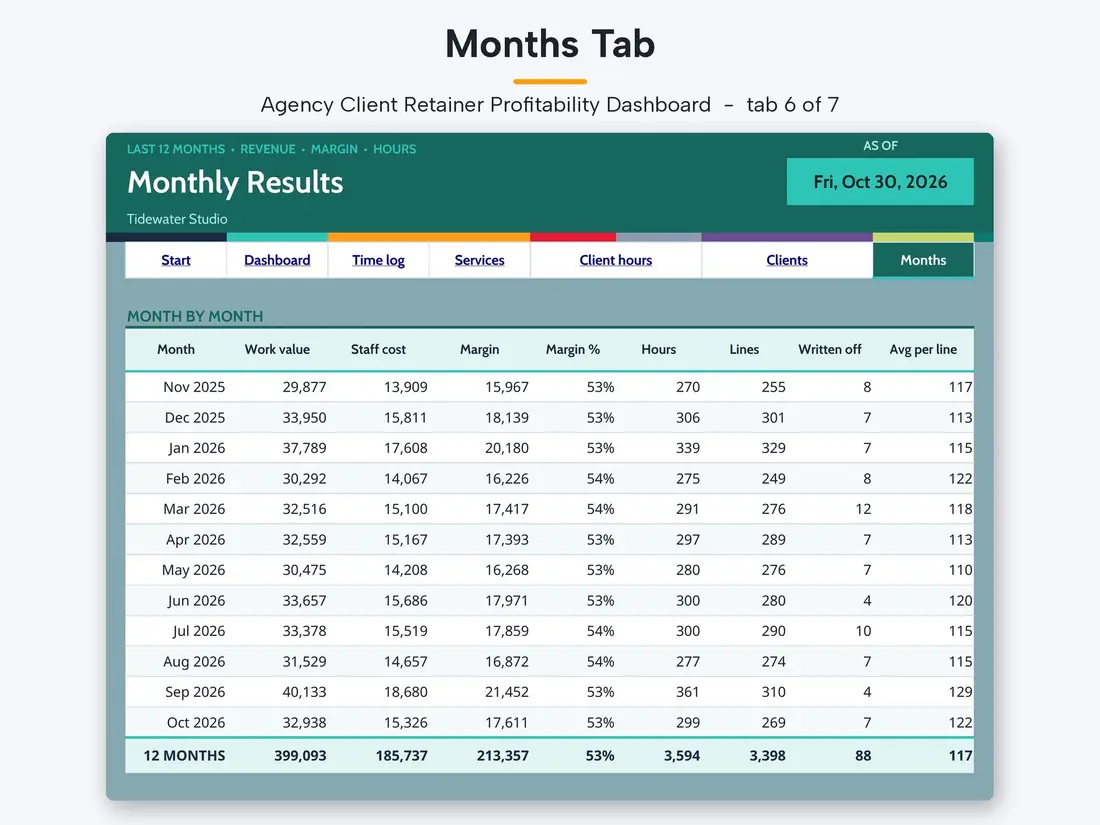 Months Tab
Agency Client Retainer Profitability Dashboard - tab 6 of 7
LAST 12 MONTHS • REVENUE • MARGIN • HOURS
AS OF
Monthly Results
Fri, Oct 30, 2026
Tidewater Studio
Start Dashboard Time log Services Client hours Clients Months
MONTH BY MONTH
Month Work value Staff cost Margin Margin % Hours Lines Written off Avg per line
Nov 2025 29,877 13,909 15,967 53% 270 255 8 117
Dec 2025 33,950 15,811 18,139 53% 306 301 7 113
Jan 2026 37,789 17,608 20,180 53% 339 329 7 115
Feb 2026 30,292 14,067 16,226 54% 275 249 8 122
Mar 2026 32,516 15,100 17,417 54% 291 276 12 118
Apr 2026 32,559 15,167 17,393 53% 297 289 7 113
May 2026 30,475 14,208 16,268 53% 280 276 7 110
Jun 2026 33,657 15,686 17,971 53% 300 280 4 120
Jul 2026 33,378 15,519 17,859 54% 300 290 10 115
Aug 2026 31,529 14,657 16,872 54% 277 274 7 115
Sep 2026 40,133 18,680 21,452 53% 361 310 4 129
Oct 2026 32,938 15,326 17,611 53% 299 269 7 122
12 MONTHS 399,093 185,737 213,357 53% 3,594 3,398 88 117